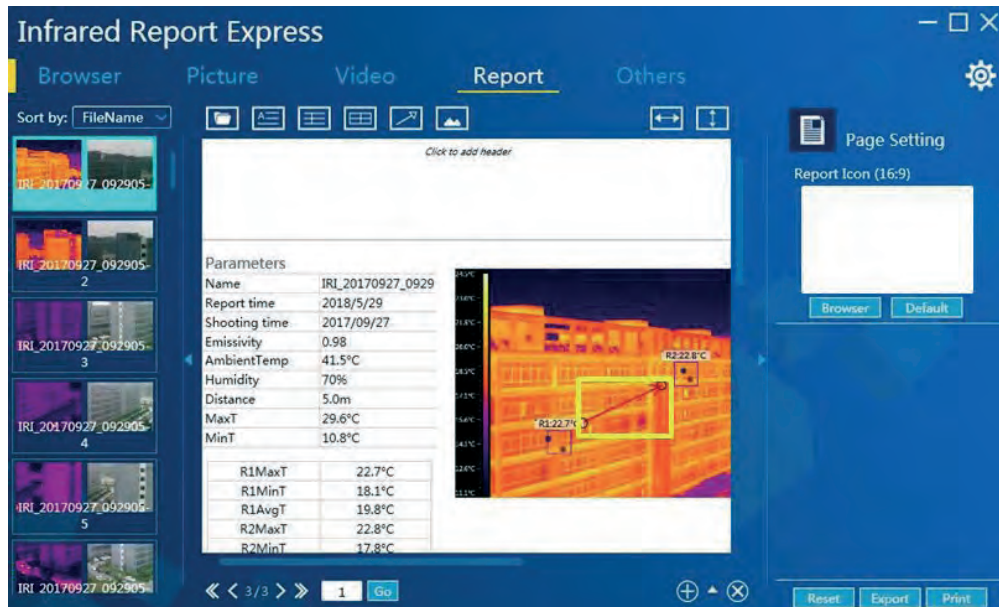 Infrared Report Express
Browser Picture Video Report Others
Sort by: FileName
IRI_20170927_092905-
IRI_20170927_092905-
2
IRI_20170927_092905-
3
IRI_20170927_092905-
4
IRI_20170927_092905-
5
IRI_20170927_092905-
Click to add header
Parameters
Name IRI_20170927_0929
Report time 2018/5/29
Shooting time 2017/09/27
Emissivity 0.98
AmbientTemp 41.5°C
Humidity 70%
Distance 5.0m
MaxT 29.6°C
MinT 10.8°C
R1MaxT 22.7°C
R1MinT 18.1°C
R1AvgT 19.8°C
R2MaxT 22.8°C
R2MinT 17.8°C
R2:22.8°C
R1:22.7°C
11.1°C
3/3 1 Go
Page Setting
Report Icon (16:9)
Browser Default
Reset Export Print